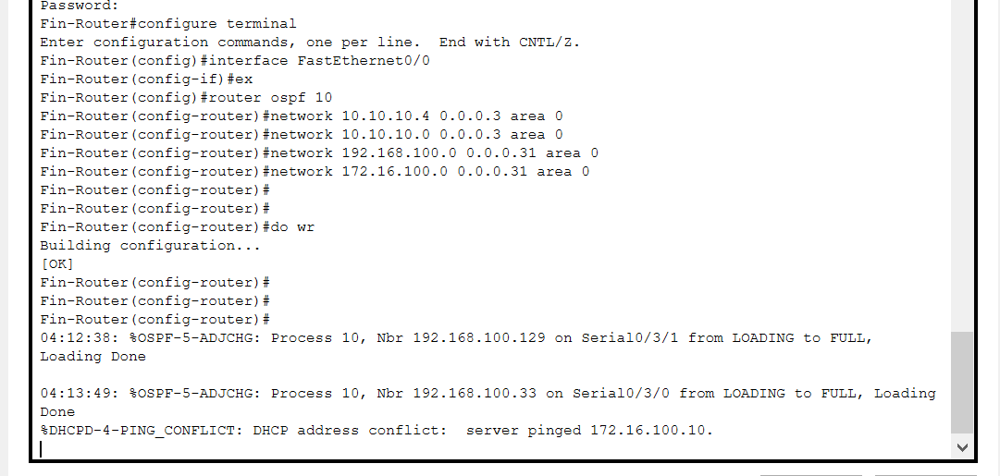 Password:
Fin-Router#configure terminal
Enter configuration commands, one per line.  End with CNTL/Z.
Fin-Router(config)#interface FastEthernet0/0
Fin-Router(config-if)#ex
Fin-Router(config)#router ospf 10
Fin-Router(config-router)#network 10.10.10.4 0.0.0.3 area 0
Fin-Router(config-router)#network 10.10.10.0 0.0.0.3 area 0
Fin-Router(config-router)#network 192.168.100.0 0.0.0.31 area 0
Fin-Router(config-router)#network 172.16.100.0 0.0.0.31 area 0
Fin-Router(config-router)#
Fin-Router(config-router)#
Fin-Router(config-router)#do wr
Building configuration...
[OK]
Fin-Router(config-router)#
Fin-Router(config-router)#
Fin-Router(config-router)#
04:12:38: %OSPF-5-ADJCHG: Process 10, Nbr 192.168.100.129 on Serial0/3/1 from LOADING to FULL,
Loading Done
04:13:49: %OSPF-5-ADJCHG: Process 10, Nbr 192.168.100.33 on Serial0/3/0 from LOADING to FULL, Loading
Done
%DHCPD-4-PING_CONFLICT: DHCP address conflict:  server pinged 172.16.100.10.